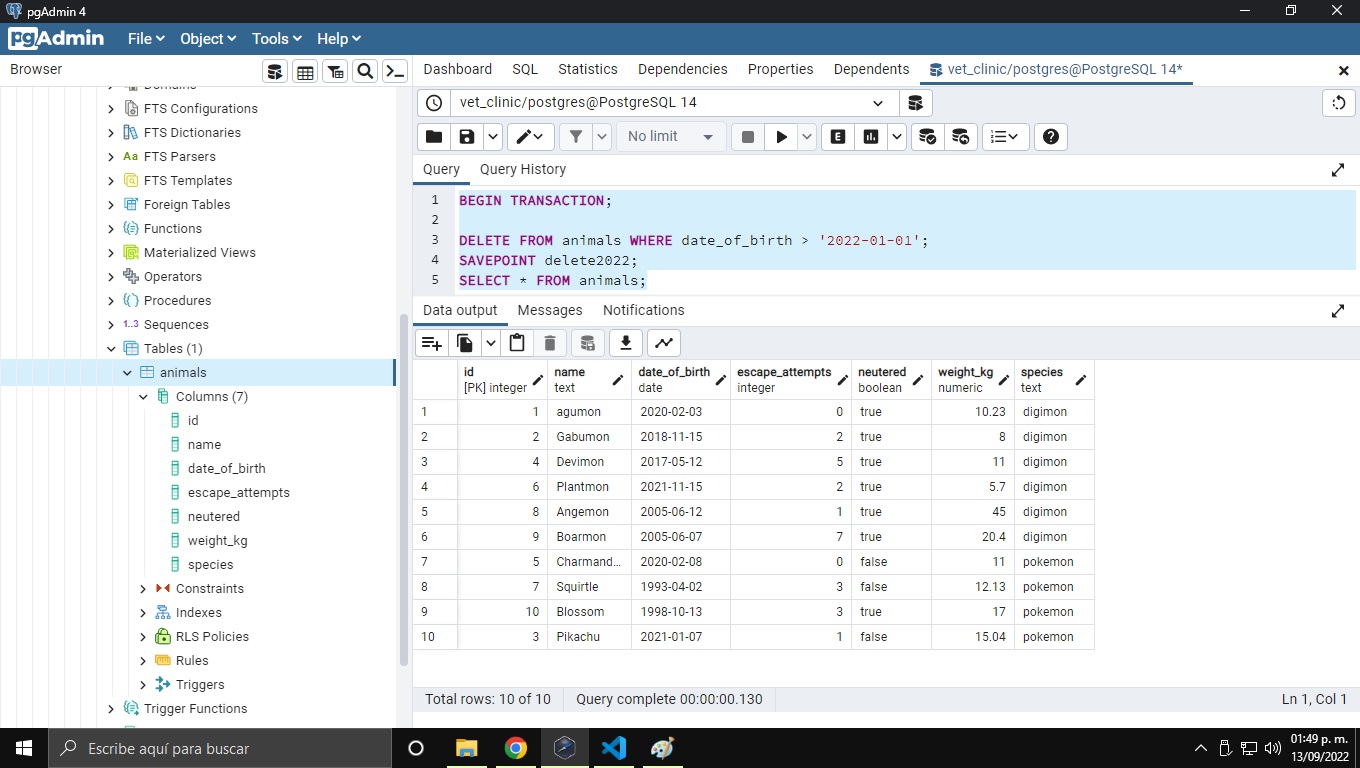 pgAdmin 4
pgAdmin File Object Tools Help
Browser
Dashboard SQL Statistics Dependencies Properties Dependents vet_clinic/postgres@PostgreSQL 14*
Domains
FTS Configurations
FTS Dictionaries
Aa FTS Parsers
FTS Templates
Foreign Tables
Functions
Materialized Views
Operators
Procedures
1..3 Sequences
Tables (1)
animals
Columns (7)
id
name
date_of_birth
escape_attempts
neutered
weight_kg
species
Constraints
Indexes
RLS Policies
Rules
Triggers
Trigger Functions
vet_clinic/postgres@PostgreSQL 14
No limit E
Query Query History
1 BEGIN TRANSACTION;
2
3 DELETE FROM animals WHERE date_of_birth > '2022-01-01';
4 SAVEPOINT delete2022;
5 SELECT * FROM animals;
Data output Messages Notifications
id name date_of_birth escape_attempts neutered weight_kg species
[PK] integer text date integer boolean numeric text
1 1 agumon 2020-02-03 0 true 10.23 digimon
2 2 Gabumon 2018-11-15 2 true 8 digimon
3 4 Devimon 2017-05-12 5 true 11 digimon
4 6 Plantmon 2021-11-15 2 true 5.7 digimon
5 8 Angemon 2005-06-12 1 true 45 digimon
6 9 Boarmon 2005-06-07 7 true 20.4 digimon
7 5 Charmand... 2020-02-08 0 false 11 pokemon
8 7 Squirtle 1993-04-02 3 false 12.13 pokemon
9 10 Blossom 1998-10-13 3 true 17 pokemon
10 3 Pikachu 2021-01-07 1 false 15.04 pokemon
Total rows: 10 of 10 Query complete 00:00:00.130 Ln 1, Col 1
Escribe aquí para buscar
01:49 p. m.
13/09/2022